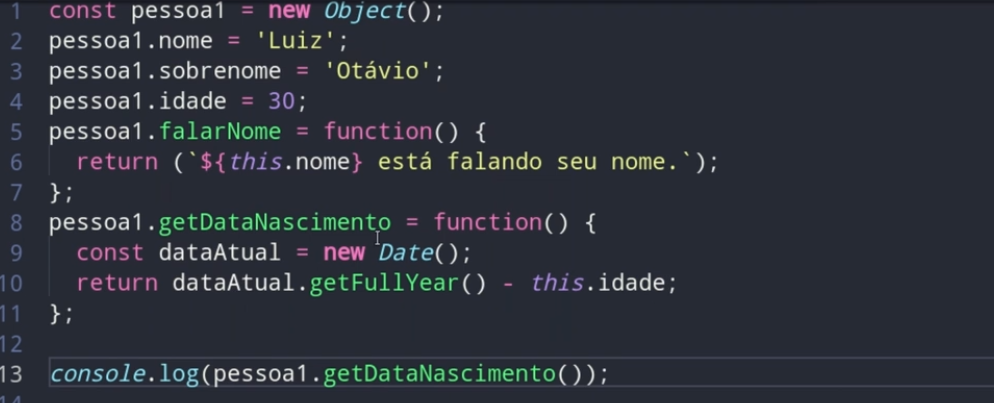 1 const pessoa1 = new Object();
2 pessoa1.nome = 'Luiz';
3 pessoa1.sobrenome = 'Otávio';
4 pessoa1.idade = 30;
5 pessoa1.falarNome = function() {
6   return (`${this.nome} está falando seu nome.`);
7 };
8 pessoa1.getDataNascimento = function() {
9   const dataAtual = new Date();
10   return dataAtual.getFullYear() - this.idade;
11 };
12
13 console.log(pessoa1.getDataNascimento());
14